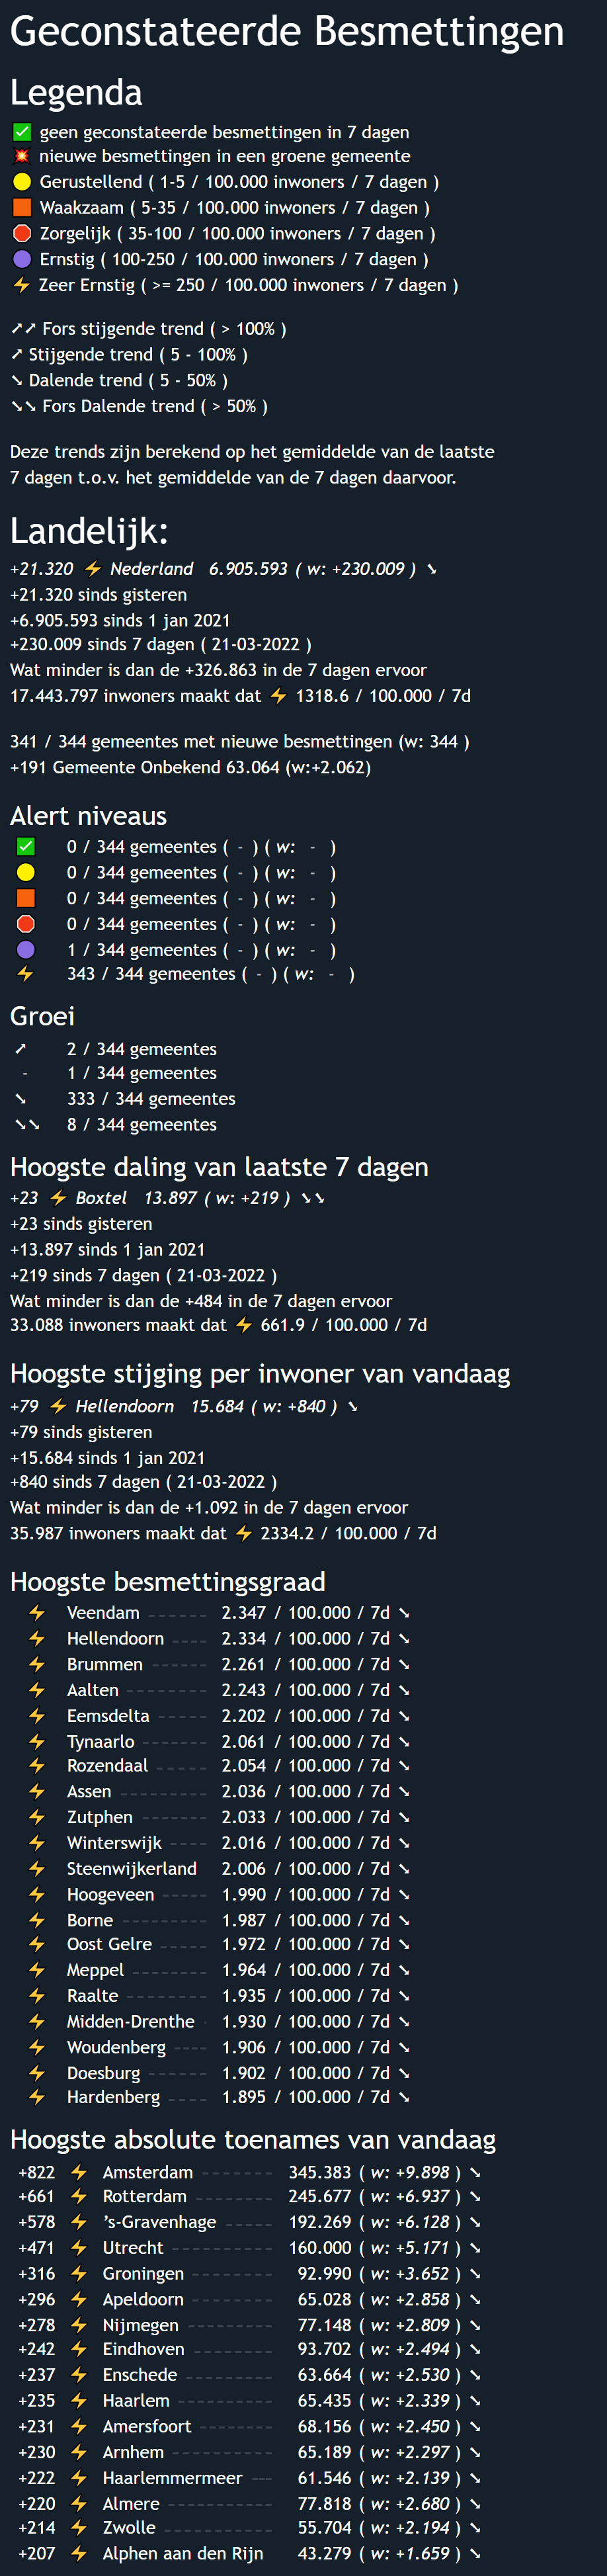 Geconstateerde Besmettingen
Legenda
✅ geen geconstateerde besmettingen in 7 dagen
💥 nieuwe besmettingen in een groene gemeente
🟡 Gerustellend ( 1-5 / 100.000 inwoners / 7 dagen )
🟧 Waakzaam ( 5-35 / 100.000 inwoners / 7 dagen )
🛑 Zorgelijk ( 35-100 / 100.000 inwoners / 7 dagen )
🟣 Ernstig ( 100-250 / 100.000 inwoners / 7 dagen )
⚡ Zeer Ernstig ( >= 250 / 100.000 inwoners / 7 dagen )
➚➚ Fors stijgende trend ( > 100% )
➚ Stijgende trend ( 5 - 100% )
➘ Dalende trend ( 5 - 50% )
➘➘ Fors Dalende trend ( > 50% )
Deze trends zijn berekend op het gemiddelde van de laatste
7 dagen t.o.v. het gemiddelde van de 7 dagen daarvoor.
Landelijk:
+21.320 ⚡ Nederland 6.905.593 ( w: +230.009 ) ➘
+21.320 sinds gisteren
+6.905.593 sinds 1 jan 2021
+230.009 sinds 7 dagen ( 21-03-2022 )
Wat minder is dan de +326.863 in de 7 dagen ervoor
17.443.797 inwoners maakt dat ⚡ 1318.6 / 100.000 / 7d
341 / 344 gemeentes met nieuwe besmettingen (w: 344 )
+191 Gemeente Onbekend 63.064 (w:+2.062)
Alert niveaus
✅ 0 / 344 gemeentes ( - ) ( w: - )
🟡 0 / 344 gemeentes ( - ) ( w: - )
🟧 0 / 344 gemeentes ( - ) ( w: - )
🛑 0 / 344 gemeentes ( - ) ( w: - )
🟣 1 / 344 gemeentes ( - ) ( w: - )
⚡ 343 / 344 gemeentes ( - ) ( w: - )
Groei
➚ 2 / 344 gemeentes
- 1 / 344 gemeentes
➘ 333 / 344 gemeentes
➘➘ 8 / 344 gemeentes
Hoogste daling van laatste 7 dagen
+23 ⚡ Boxtel 13.897 ( w: +219 ) ➘➘
+23 sinds gisteren
+13.897 sinds 1 jan 2021
+219 sinds 7 dagen ( 21-03-2022 )
Wat minder is dan de +484 in de 7 dagen ervoor
33.088 inwoners maakt dat ⚡ 661.9 / 100.000 / 7d
Hoogste stijging per inwoner van vandaag
+79 ⚡ Hellendoorn 15.684 ( w: +840 ) ➘
+79 sinds gisteren
+15.684 sinds 1 jan 2021
+840 sinds 7 dagen ( 21-03-2022 )
Wat minder is dan de +1.092 in de 7 dagen ervoor
35.987 inwoners maakt dat ⚡ 2334.2 / 100.000 / 7d
Hoogste besmettingsgraad
⚡ Veendam ------- 2.347 / 100.000 / 7d ➘
⚡ Hellendoorn ---- 2.334 / 100.000 / 7d ➘
⚡ Brummen ------ 2.261 / 100.000 / 7d ➘
⚡ Aalten --------- 2.243 / 100.000 / 7d ➘
⚡ Eemsdelta ----- 2.202 / 100.000 / 7d ➘
⚡ Tynaarlo ------- 2.061 / 100.000 / 7d ➘
⚡ Rozendaal ----- 2.054 / 100.000 / 7d ➘
⚡ Assen --------- 2.036 / 100.000 / 7d ➘
⚡ Zutphen ------- 2.033 / 100.000 / 7d ➘
⚡ Winterswijk ---- 2.016 / 100.000 / 7d ➘
⚡ Steenwijkerland 2.006 / 100.000 / 7d ➘
⚡ Hoogeveen ----- 1.990 / 100.000 / 7d ➘
⚡ Borne --------- 1.987 / 100.000 / 7d ➘
⚡ Oost Gelre ----- 1.972 / 100.000 / 7d ➘
⚡ Meppel -------- 1.964 / 100.000 / 7d ➘
⚡ Raalte --------- 1.935 / 100.000 / 7d ➘
⚡ Midden-Drenthe - 1.930 / 100.000 / 7d ➘
⚡ Woudenberg ---- 1.906 / 100.000 / 7d ➘
⚡ Doesburg ------ 1.902 / 100.000 / 7d ➘
⚡ Hardenberg ---- 1.895 / 100.000 / 7d ➘
Hoogste absolute toenames van vandaag
+822 ⚡ Amsterdam -------- 345.383 ( w: +9.898 ) ➘
+661 ⚡ Rotterdam -------- 245.677 ( w: +6.937 ) ➘
+578 ⚡ 's-Gravenhage ----- 192.269 ( w: +6.128 ) ➘
+471 ⚡ Utrecht ----------- 160.000 ( w: +5.171 ) ➘
+316 ⚡ Groningen --------- 92.990 ( w: +3.652 ) ➘
+296 ⚡ Apeldoorn --------- 65.028 ( w: +2.858 ) ➘
+278 ⚡ Nijmegen ---------- 77.148 ( w: +2.809 ) ➘
+242 ⚡ Eindhoven --------- 93.702 ( w: +2.494 ) ➘
+237 ⚡ Enschede ---------- 63.664 ( w: +2.530 ) ➘
+235 ⚡ Haarlem ----------- 65.435 ( w: +2.339 ) ➘
+231 ⚡ Amersfoort -------- 68.156 ( w: +2.450 ) ➘
+230 ⚡ Arnhem ------------ 65.189 ( w: +2.297 ) ➘
+222 ⚡ Haarlemmermeer --- 61.546 ( w: +2.139 ) ➘
+220 ⚡ Almere ------------ 77.818 ( w: +2.680 ) ➘
+214 ⚡ Zwolle ------------ 55.704 ( w: +2.194 ) ➘
+207 ⚡ Alphen aan den Rijn 43.279 ( w: +1.659 ) ➘